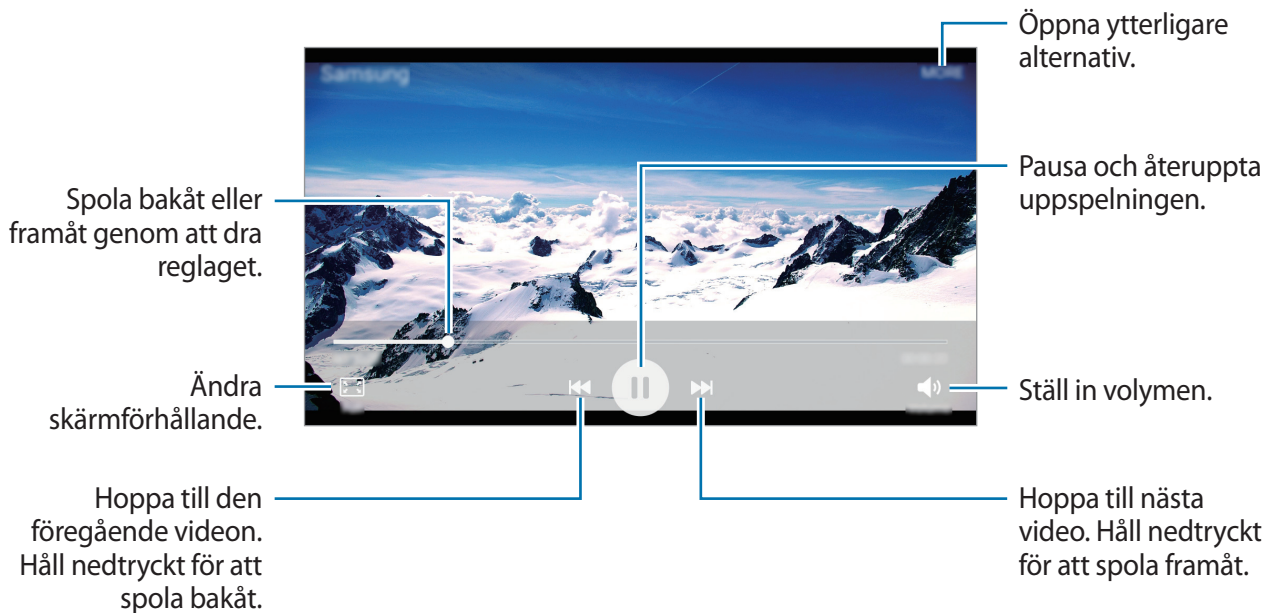 Öppna ytterligare
alternativ.
Samsung
MORE
Pausa och återuppta
uppspelningen.
Spola bakåt eller
framåt genom att dra
reglaget.
Ändra
skärmförhållande.
Ställ in volymen.
Hoppa till den
föregående videon.
Håll nedtryckt för att
spola bakåt.
Hoppa till nästa
video. Håll nedtryckt
för att spola framåt.